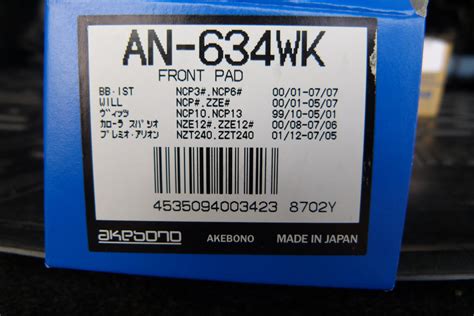 AN-634WK
FRONT PAD
BB・IST NCP3#,NCP6# 00/01-07/07
WILL NCP#,ZZE# 00/01-05/07
ヴィッツ NCP10,NCP13 99/10-05/01
カローラ スパシオ NZE12#,ZZE12# 00/08-07/06
プレミオ・アリオン NZT240,ZZT240 01/12-07/05
4535094003423 8702Y
akebono AKEBONO MADE IN JAPAN